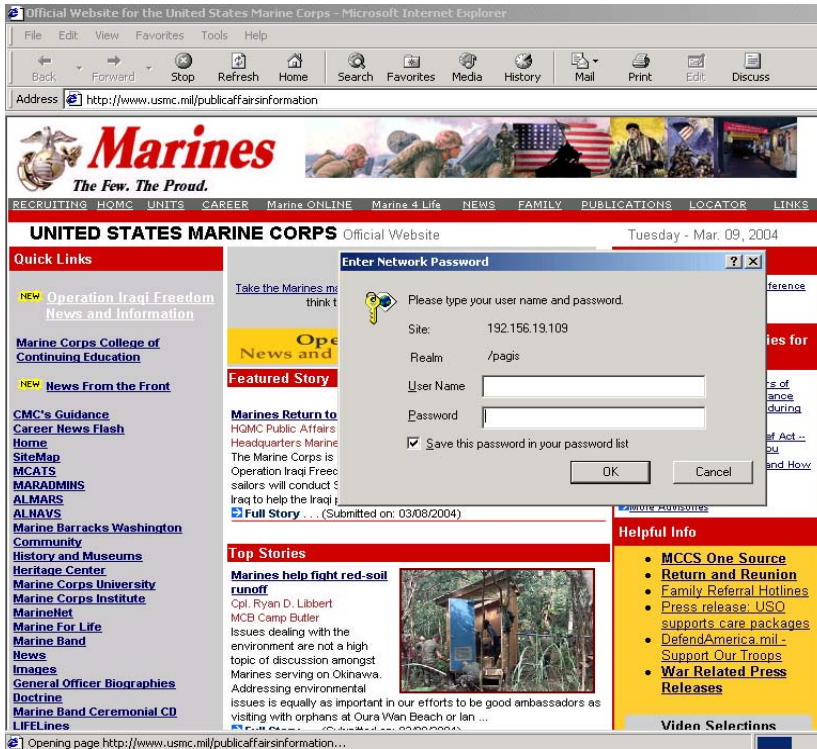 Official Website for the United States Marine Corps - Microsoft Internet Explorer
File Edit View Favorites Tools Help
Back Forward Stop Refresh Home Search Favorites Media History Mail Print Edit Discuss
Address http://www.usmc.mil/publicaffairsinformation
Marines
The Few. The Proud.
RECRUITING HOMC UNITS CAREER Marine ONLINE Marine 4 Life NEWS FAMILY PUBLICATIONS LOCATOR LINKS
UNITED STATES MARINE CORPS Official Website
Tuesday - Mar. 09, 2004
Quick Links
NEW Operation Iraqi Freedom
News and Information
Marine Corps College of
Continuing Education
NEW News From the Front
CMC's Guidance
Career News Flash
Home
SiteMap
MCATS
MARADMINS
ALMARS
ALNAVS
Marine Barracks Washington
Community
History and Museums
Heritage Center
Marine Corps University
Marine Corps Institute
MarineNet
Marine For Life
Marine Band
News
Images
General Officer Biographies
Doctrine
Marine Band Ceremonial CD
LIFELines
Take the Marines
think
News and
Featured Story
Marines Return to
HQMC Public Affairs
Headquarters Marine
The Marine Corps is
Operation Iraqi
sailors will conduct
Iraq to help the Iraqi
Full Story . . . (Submitted on: 03/08/2004)
Top Stories
Marines help fight red-soil
runoff
Cpl. Ryan D. Libbert
MCB Camp Butler
Issues dealing with the
environment are not a high
topic of discussion amongst
Marines serving on Okinawa.
Addressing environmental
issues is equally as important in our efforts to be good ambassadors as
visiting with orphans at Oura Wan Beach or Ian ...
Enter Network Password
Please type your user name and password.
Site: 192.156.19.109
Realm /pagis
User Name
Password
Save this password in your password list
OK Cancel
for
of
during
Act --
and How
More Advisories
Helpful Info
MCCS One Source
Return and Reunion
Family Referral Hotlines
Press release: USO
supports care packages
DefendAmerica.mil -
Support Our Troops
War Related Press
Releases
Video Selections
Opening page http://www.usmc.mil/publicaffairsinformation...